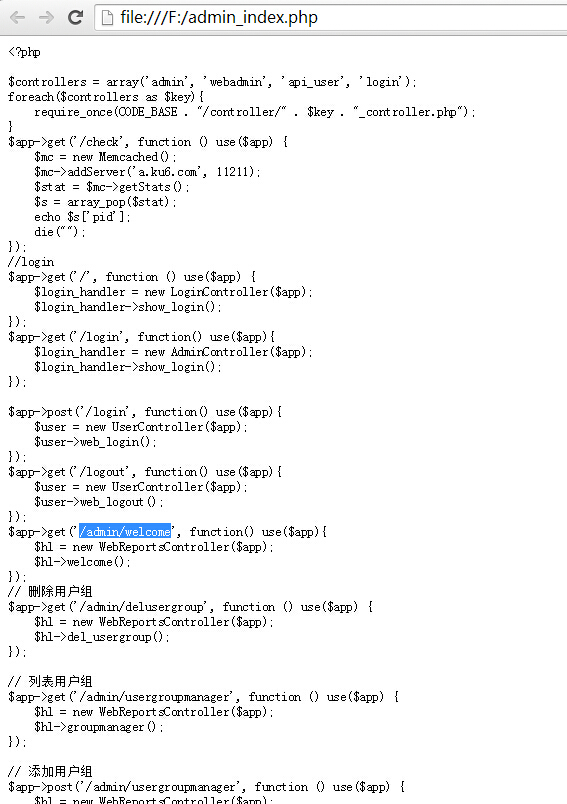 file:///F:/admin_index.php
<?php
$controllers = array('admin', 'webadmin', 'api_user', 'login');
foreach($controllers as $key){
require_once(CODE_BASE . "/controller/" . $key . "_controller.php");
}
$app->get('/check', function () use($app) {
$mc = new Memcached();
$mc->addServer('a.ku6.com', 11211);
$stat = $mc->getStats();
$s = array_pop($stat);
echo $s['pid'];
die("");
});
//login
$app->get('/', function () use($app) {
$login_handler = new LoginController($app);
$login_handler->show_login();
});
$app->get('/login', function() use($app){
$login_handler = new AdminController($app);
$login_handler->show_login();
});
$app->post('/login', function() use($app){
$user = new UserController($app);
$user->web_login();
});
$app->get('/logout', function() use($app){
$user = new UserController($app);
$user->web_logout();
});
$app->get('/admin/welcome', function() use($app){
$hl = new WebReportsController($app);
$hl->welcome();
});
// 删除用户组
$app->get('/admin/delusergroup', function () use($app) {
$hl = new WebReportsController($app);
$hl->del_usergroup();
});
// 列表用户组
$app->get('/admin/usergroupmanager', function () use($app) {
$hl = new WebReportsController($app);
$hl->groupmanager();
});
// 添加用户组
$app->post('/admin/usergroupmanager', function () use($app) {
$hl = new WebReportsController($app);